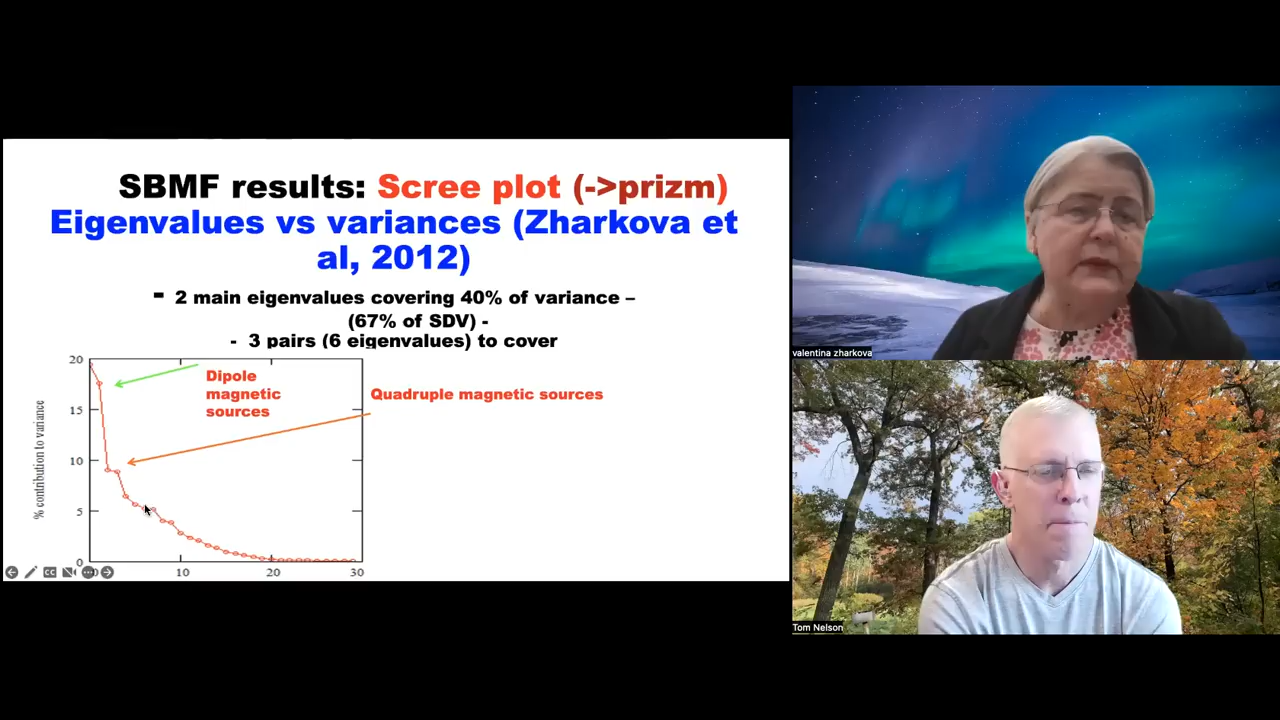 SBMF results: Scree plot (->prizm)
Eigenvalues vs variances (Zharkova et
al, 2012)
- 2 main eigenvalues covering 40% of variance –
(67% of SDV) -
- 3 pairs (6 eigenvalues) to cover
Dipole
magnetic
sources
Quadruple magnetic sources
% contribution to variance
20
15
10
5
0
10
20
30
CC
valentina zharkova
Tom Nelson